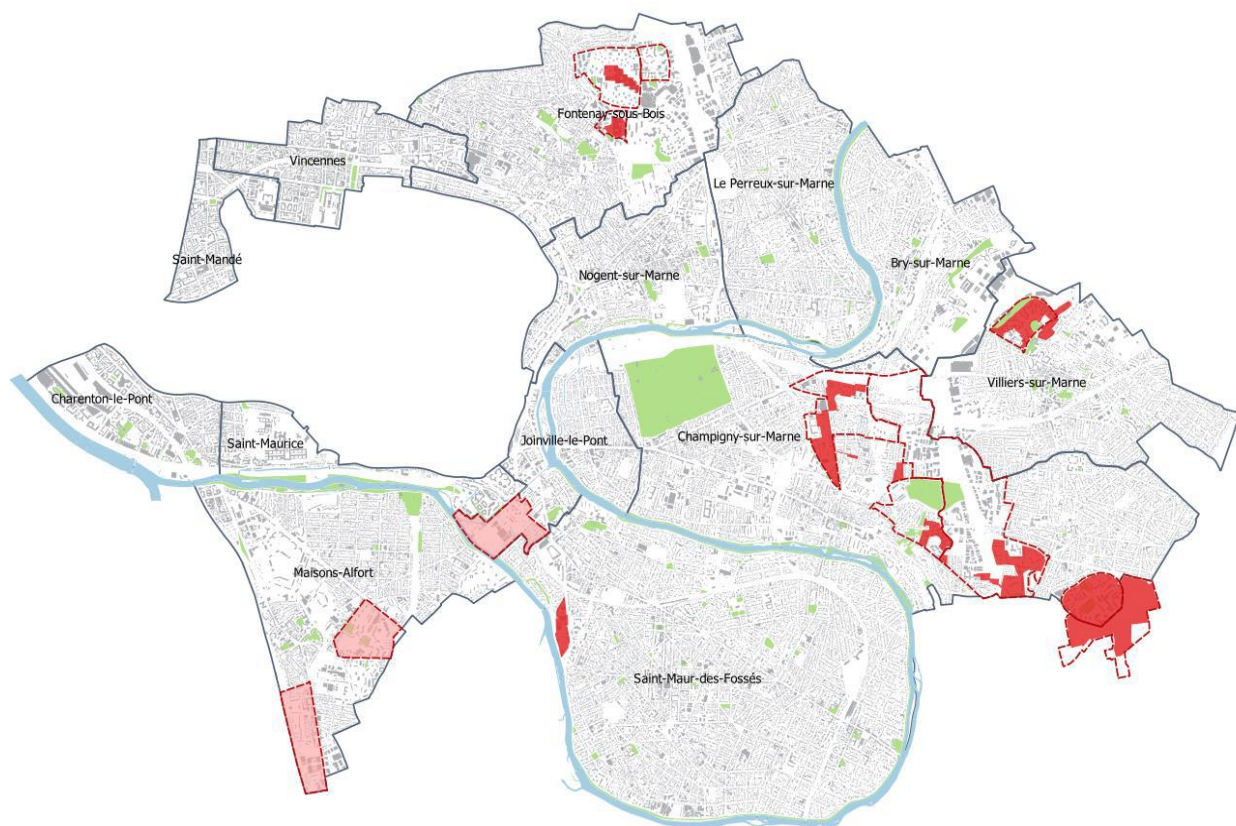 Fontenay-sous-Bois
Vincennes
Le Perreux-sur-Marne
Saint-Mandé
Bry-sur-Marne
Nogent-sur-Marne
Villiers-sur-Marne
Charenton-le-Pont
Saint-Maurice
Joinville-le-Pont
Champigny-sur-Marne
Maisons-Alfort
Saint-Maur-des-Fossés